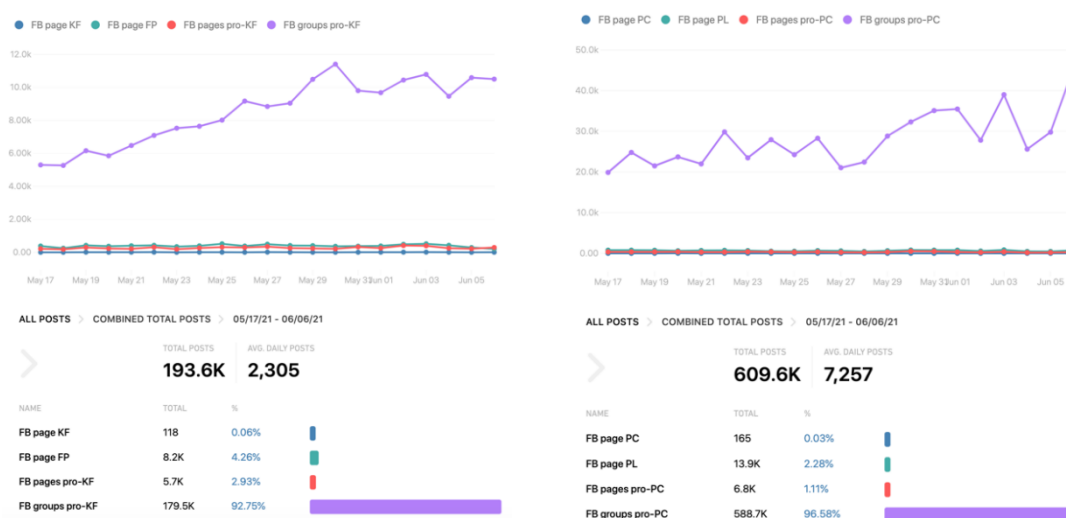 FB page KF FB page FP FB pages pro-KF FB groups pro-KF
12.0k
10.0k
8.00k
6.00k
4.00k
2.00k
0.00
May 17 May 19 May 21 May 23 May 25 May 27 May 29 May 31 Jun 01 Jun 03 Jun 05
ALL POSTS COMBINED TOTAL POSTS 05/17/21 - 06/06/21
TOTAL POSTS AVG. DAILY POSTS
193.6K 2,305
NAME TOTAL %
FB page KF 118 0.06%
FB page FP 8.2K 4.26%
FB pages pro-KF 5.7K 2.93%
FB groups pro-KF 179.5K 92.75%
FB page PC FB page PL FB pages pro-PC FB groups pro-PC
50.0k
40.0k
30.0k
20.0k
10.0k
0.00
May 17 May 19 May 21 May 23 May 25 May 27 May 29 May 31 Jun 01 Jun 03 Jun 05
ALL POSTS COMBINED TOTAL POSTS 05/17/21 - 06/06/21
TOTAL POSTS AVG. DAILY POSTS
609.6K 7,257
NAME TOTAL %
FB page PC 165 0.03%
FB page PL 13.9K 2.28%
FB pages pro-PC 6.8K 1.11%
FB groups pro-PC 588.7K 96.58%